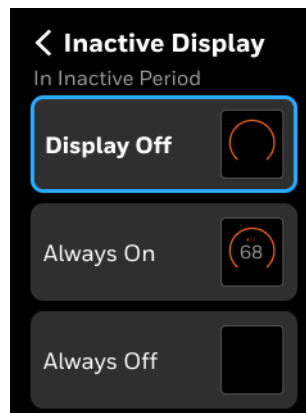 Inactive Display
In Inactive Period
Display Off
Always On
68
Always Off